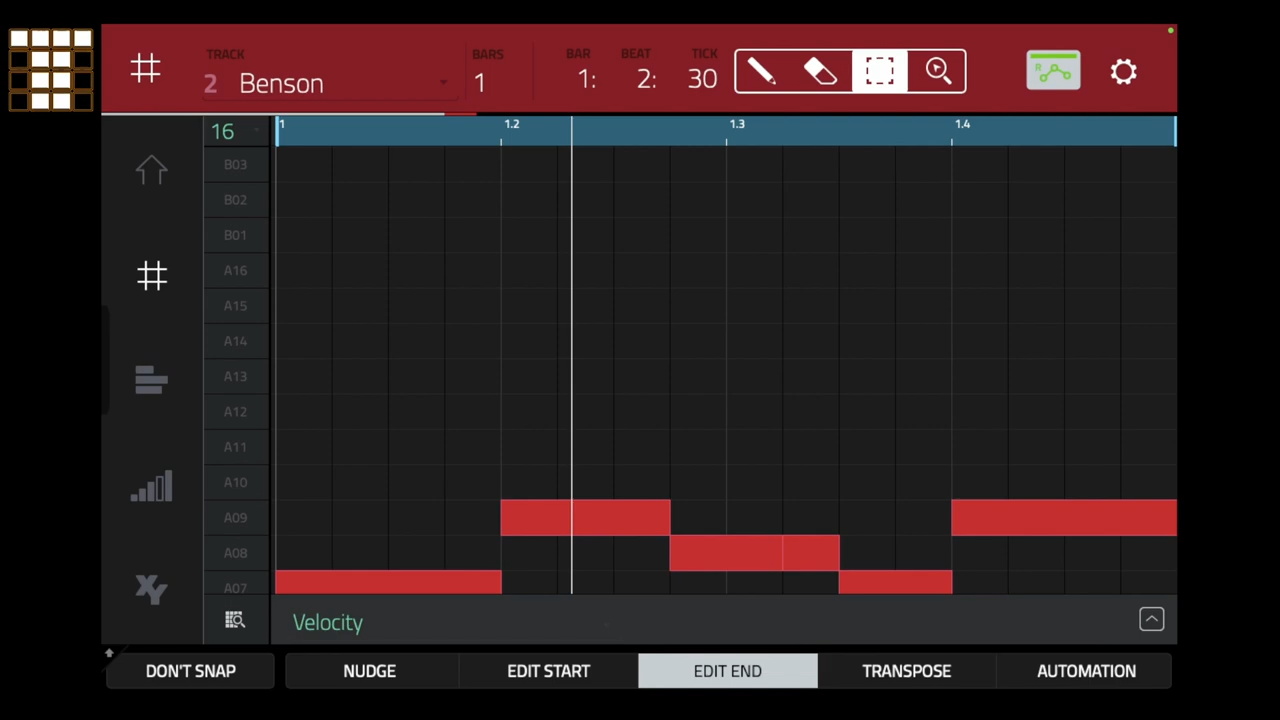 TRACK
2 Benson
BARS
1
BAR BEAT TICK
1: 2: 30
16
1 1.2 1.3 1.4
B03
B02
B01
A16
A15
A14
A13
A12
A11
A10
A09
A08
A07
XY
R
Velocity
DON'T SNAP NUDGE EDIT START EDIT END TRANSPOSE AUTOMATION